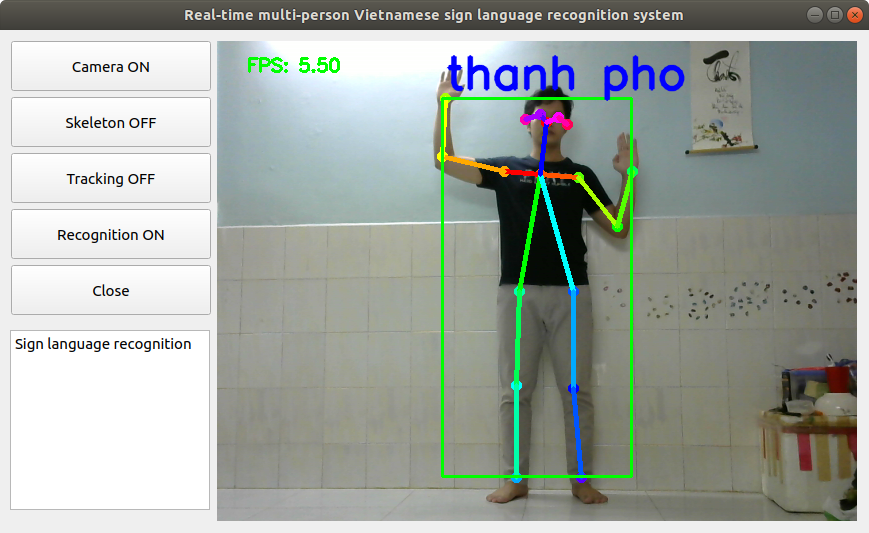 Real-time multi-person Vietnamese sign language recognition system
Camera ON
Skeleton OFF
Tracking OFF
Recognition ON
Close
Sign language recognition
FPS: 5.50
thanh pho